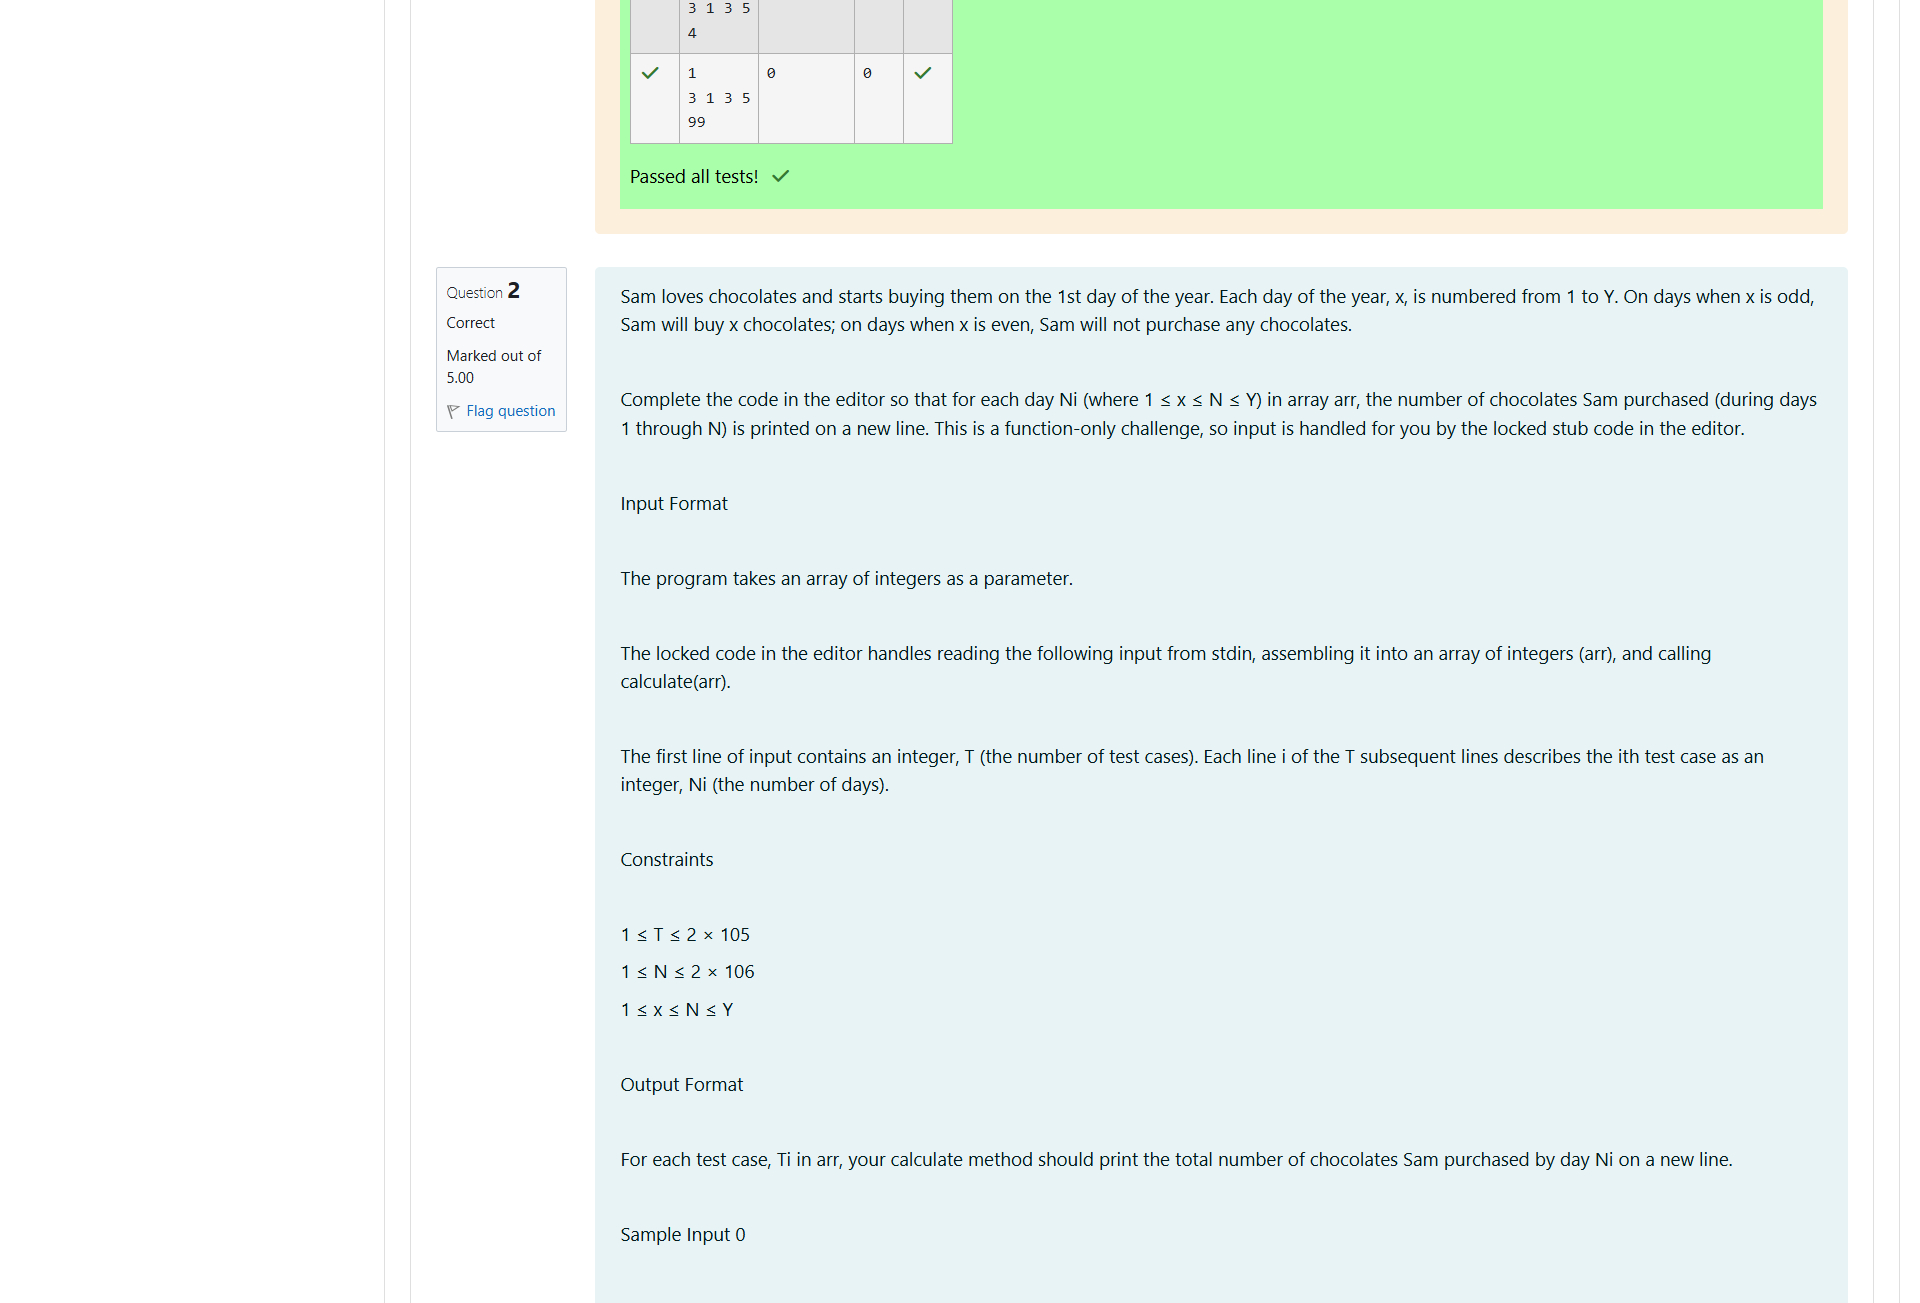 3 1 3 5
4
1
3 1 3 5
99
0
0
Passed all tests!
Question 2
Correct
Marked out of
5.00
Flag question
Sam loves chocolates and starts buying them on the 1st day of the year. Each day of the year, x, is numbered from 1 to Y. On days when x is odd,
Sam will buy x chocolates; on days when x is even, Sam will not purchase any chocolates.
Complete the code in the editor so that for each day Ni (where 1 ≤ x ≤ N ≤ Y) in array arr, the number of chocolates Sam purchased (during days
1 through N) is printed on a new line. This is a function-only challenge, so input is handled for you by the locked stub code in the editor.
Input Format
The program takes an array of integers as a parameter.
The locked code in the editor handles reading the following input from stdin, assembling it into an array of integers (arr), and calling
calculate(arr).
The first line of input contains an integer, T (the number of test cases). Each line i of the T subsequent lines describes the ith test case as an
integer, Ni (the number of days).
Constraints
1 ≤ T ≤ 2 × 105
1 ≤ N ≤ 2 × 106
1 ≤ x ≤ N ≤ Y
Output Format
For each test case, Ti in arr, your calculate method should print the total number of chocolates Sam purchased by day Ni on a new line.
Sample Input 0